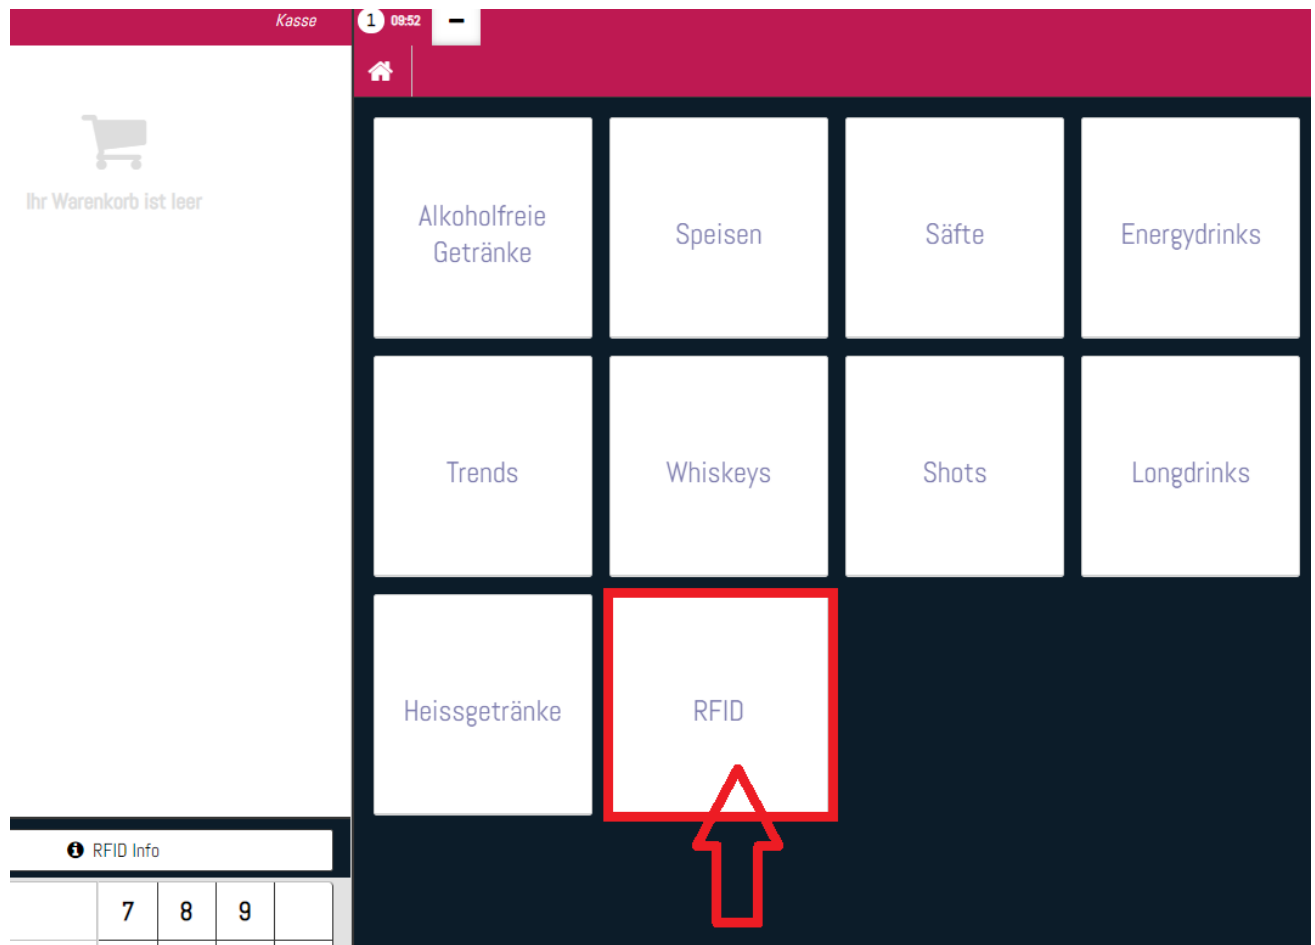 Kasse
1 09:52 –
Ihr Warenkorb ist leer
Alkoholfreie
Getränke
Speisen
Säfte
Energydrinks
Trends
Whiskeys
Shots
Longdrinks
Heissgetränke
RFID
RFID Info
7 8 9